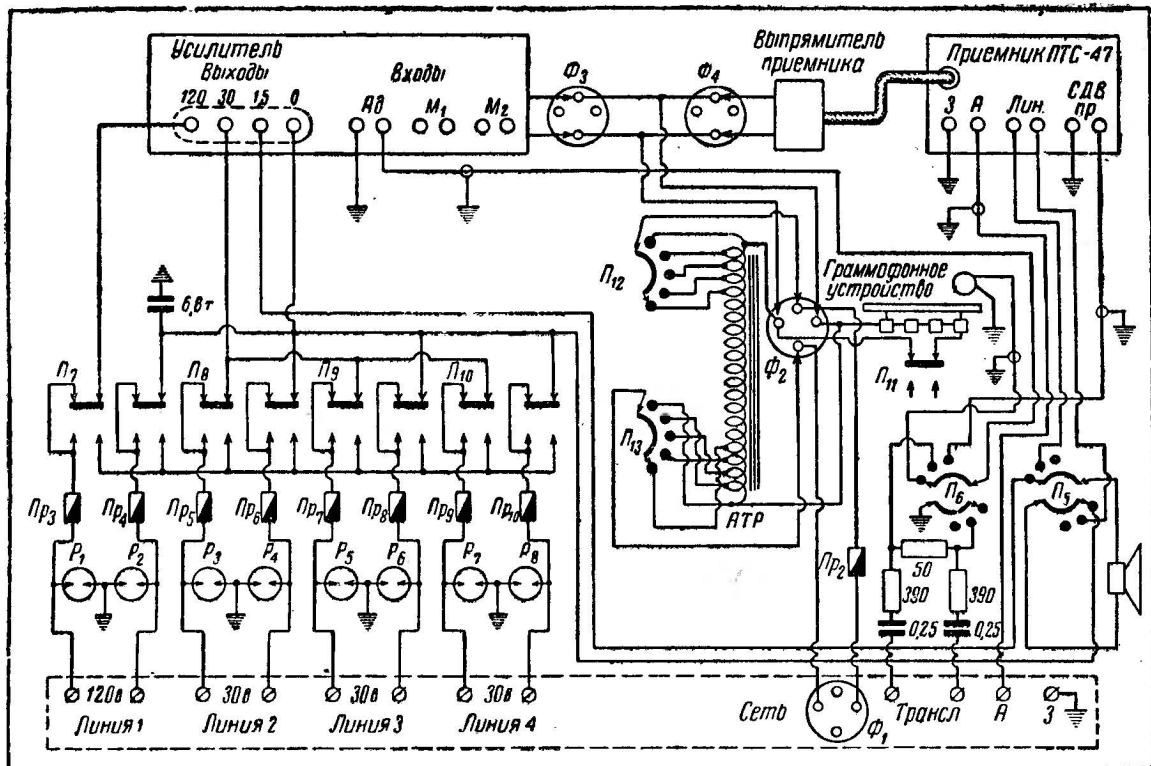 Усилитель
Выходы
120 30 15 0
Входы
Ад М1 М2
Ф3
Ф4
Выпрямитель
приемника
Приемник ПТС-47
З А Лин. СДВ
пр
6,8т
П12
Граммофонное
устройство
Ф2
П11
П7 П8 П9 П10
П13
АТР
П6
П5
Пр3 Пр4 Пр5 Пр6 Пр7 Пр8 Пр9 Пр10
Р1 Р2 Р3 Р4 Р5 Р6 Р7 Р8
Пр2
50
390 390
0,25 0,25
120в 30в 30в 30в
Линия 1 Линия 2 Линия 3 Линия 4
Сеть
Ф1
Трансл А З